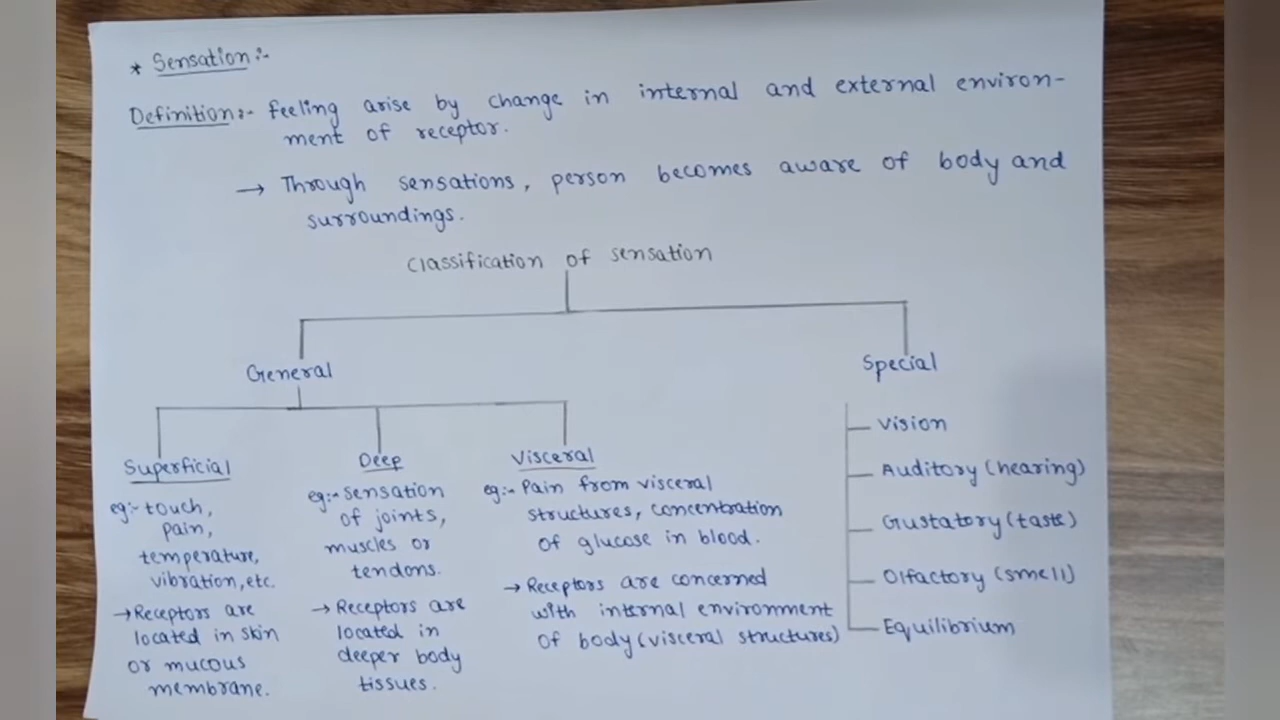 * Sensation :-
Definition :- feeling arise by change in internal and external environ-
ment of receptor.
→ Through sensations, person becomes aware of body and
surroundings.
classification of sensation
General
Special
Superficial
eg:- touch,
pain,
temperature,
vibration, etc.
→ Receptors are
located in skin
or mucous
membrane.
Deep
eg:- sensation
of joints,
muscles or
tendons.
→ Receptors are
located in
deeper body
tissues.
Visceral
eg:- Pain from visceral
structures, concentration
of glucose in blood.
→ Receptors are concerned
with internal environment
of body (visceral structures)
Vision
Auditory (hearing)
Gustatory (taste)
Olfactory (smell)
Equilibrium